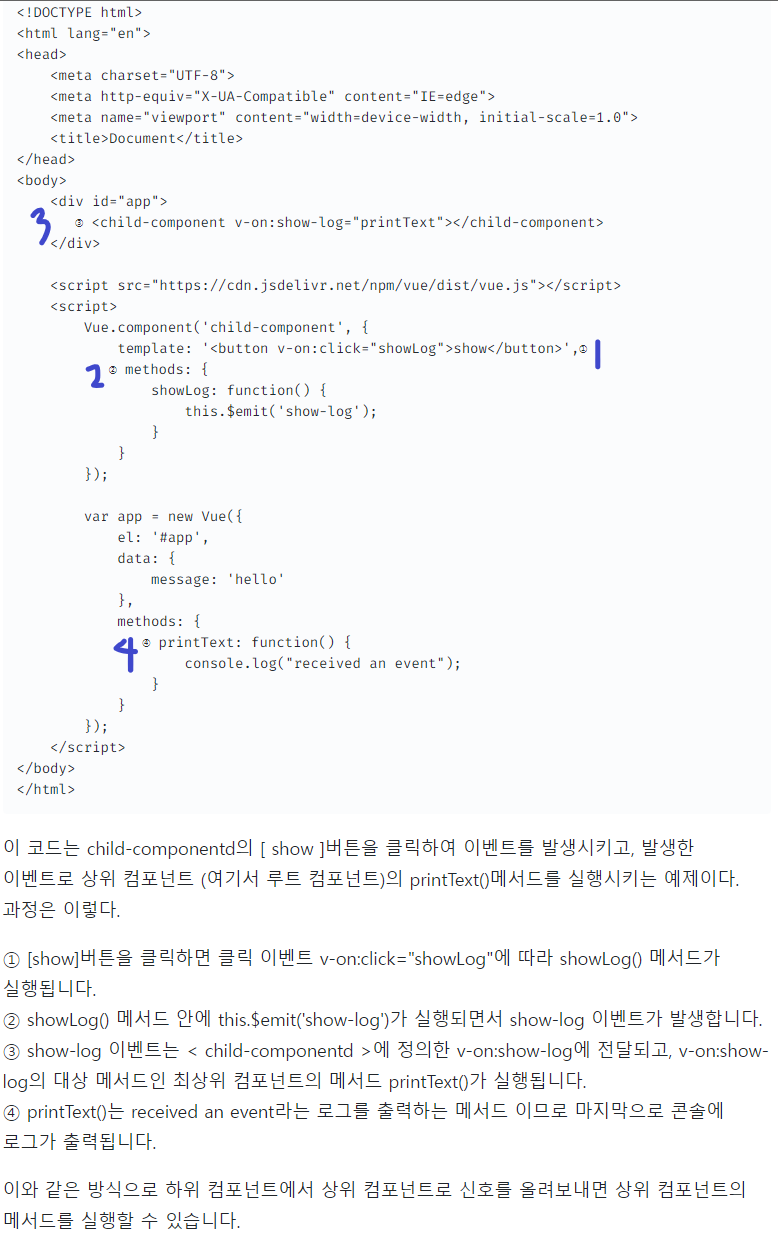 <!DOCTYPE html>
<html lang="en">
<head>
    <meta charset="UTF-8">
    <meta http-equiv="X-UA-Compatible" content="IE=edge">
    <meta name="viewport" content="width=device-width, initial-scale=1.0">
    <title>Document</title>
</head>
<body>
    <div id="app">
3      ③ <child-component v-on:show-log="printText"></child-component>
    </div>

    <script src="https://cdn.jsdelivr.net/npm/vue/dist/vue.js"></script>
    <script>
        Vue.component('child-component', {
            template: '<button v-on:click="showLog">show</button>',① 1
2          ② methods: {
                showLog: function() {
                    this.$emit('show-log');
                }
            }
        });

        var app = new Vue({
            el: '#app',
            data: {
                message: 'hello'
            },
            methods: {
4              ④ printText: function() {
                    console.log("received an event");
                }
            }
        });
    </script>
</body>
</html>
이 코드는 child-componentd의 [ show ]버튼을 클릭하여 이벤트를 발생시키고, 발생한
이벤트로 상위 컴포넌트 (여기서 루트 컴포넌트)의 printText()메서드를 실행시키는 예제이다.
과정은 이렇다.
① [show]버튼을 클릭하면 클릭 이벤트 v-on:click="showLog"에 따라 showLog() 메서드가
실행됩니다.
② showLog() 메서드 안에 this.$emit('show-log')가 실행되면서 show-log 이벤트가 발생합니다.
③ show-log 이벤트는 < child-componentd >에 정의한 v-on:show-log에 전달되고, v-on:show-
log의 대상 메서드인 최상위 컴포넌트의 메서드 printText()가 실행됩니다.
④ printText()는 received an event라는 로그를 출력하는 메서드 이므로 마지막으로 콘솔에
로그가 출력됩니다.
이와 같은 방식으로 하위 컴포넌트에서 상위 컴포넌트로 신호를 올려보내면 상위 컴포넌트의
메서드를 실행할 수 있습니다.